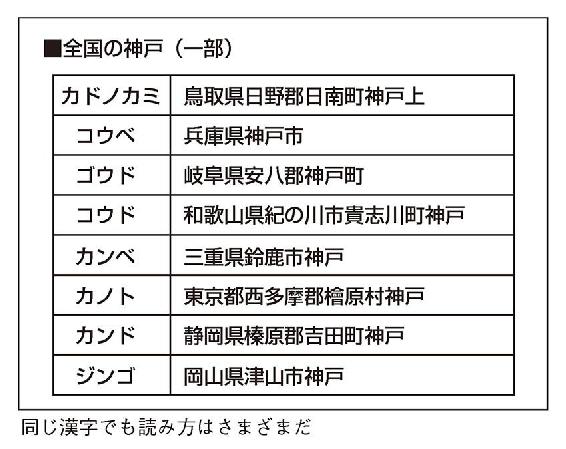 ■全国の神戸（一部）
カドノカミ 鳥取県日野郡日南町神戸上
コウベ 兵庫県神戸市
ゴウド 岐阜県安八郡神戸町
コウド 和歌山県紀の川市貴志川町神戸
カンベ 三重県鈴鹿市神戸
カノト 東京都西多摩郡檜原村神戸
カンド 静岡県榛原郡吉田町神戸
ジンゴ 岡山県津山市神戸
同じ漢字でも読み方はさまざまだ